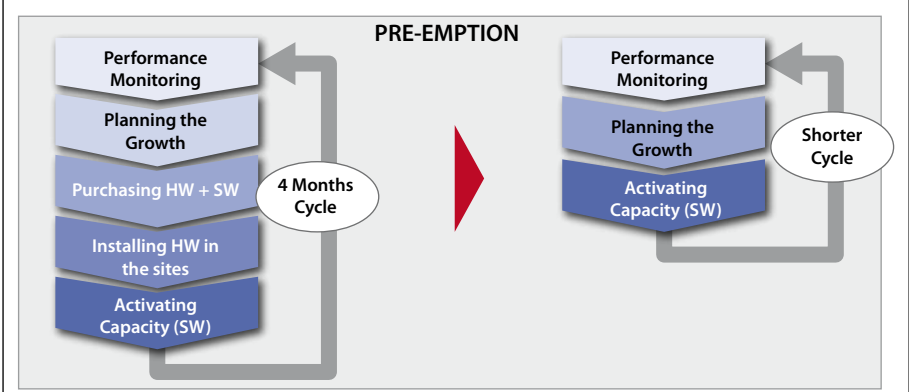 PRE-EMPTION
Performance
Monitoring
Planning the
Growth
Purchasing HW + SW
Installing HW in
the sites
Activating
Capacity (SW)
4 Months
Cycle
Performance
Monitoring
Planning the
Growth
Activating
Capacity (SW)
Shorter
Cycle